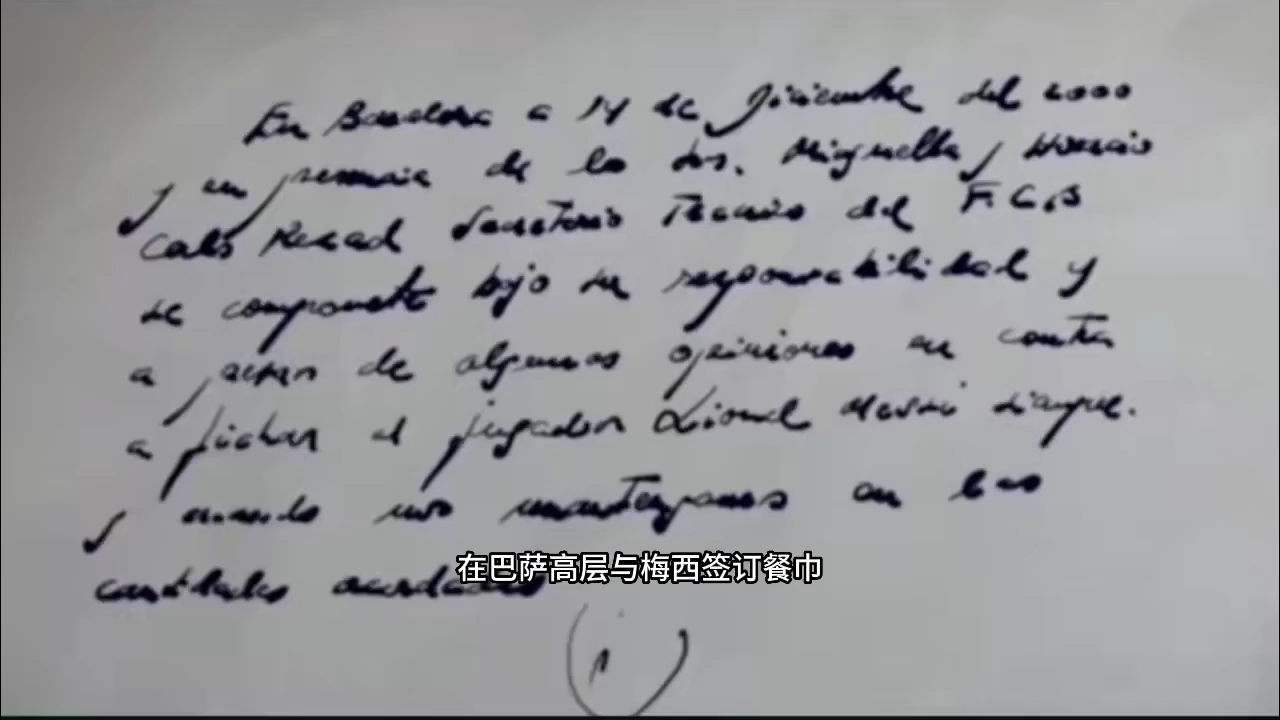 En Barcelona a 14 de Diciembre del 2000
y en presencia de los Srs. Minguella y Horacio
Carles Rexach Secretario Técnico del F.C.B
se compromete bajo su responsabilidad y
a pesar de algunas opiniones en contra
a fichar al jugador Lionel Messi siempre
y cuando nos mantengamos en las
cantidades acordadas
在巴萨高层与梅西签订餐巾